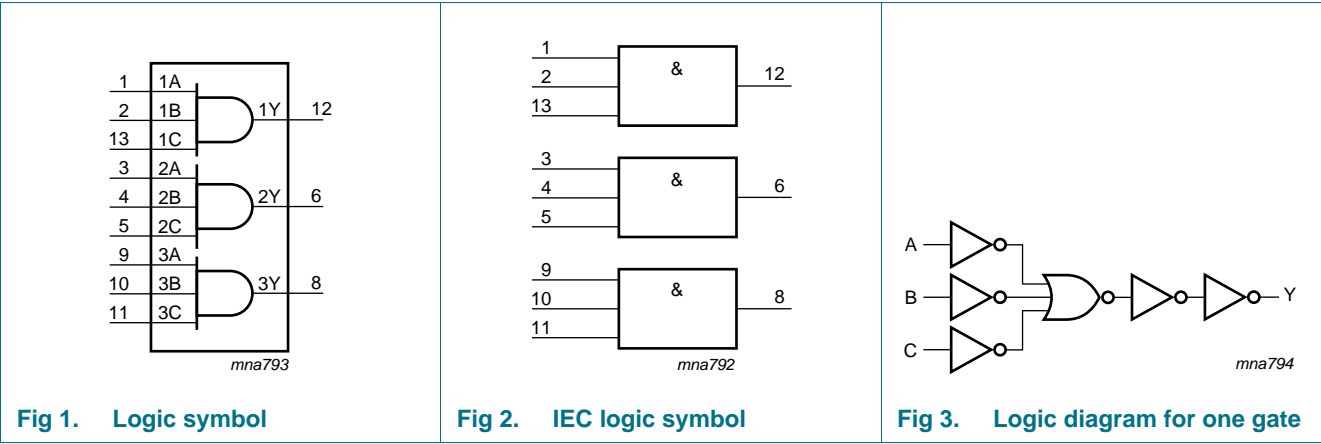 1 1A
2 1B 1Y 12
13 1C
3 2A
4 2B 2Y 6
5 2C
9 3A
10 3B 3Y 8
11 3C
mna793
Fig 1. Logic symbol
1
2 & 12
13
3
4 & 6
5
9
10 & 8
11
mna792
Fig 2. IEC logic symbol
A
B Y
C
mna794
Fig 3. Logic diagram for one gate